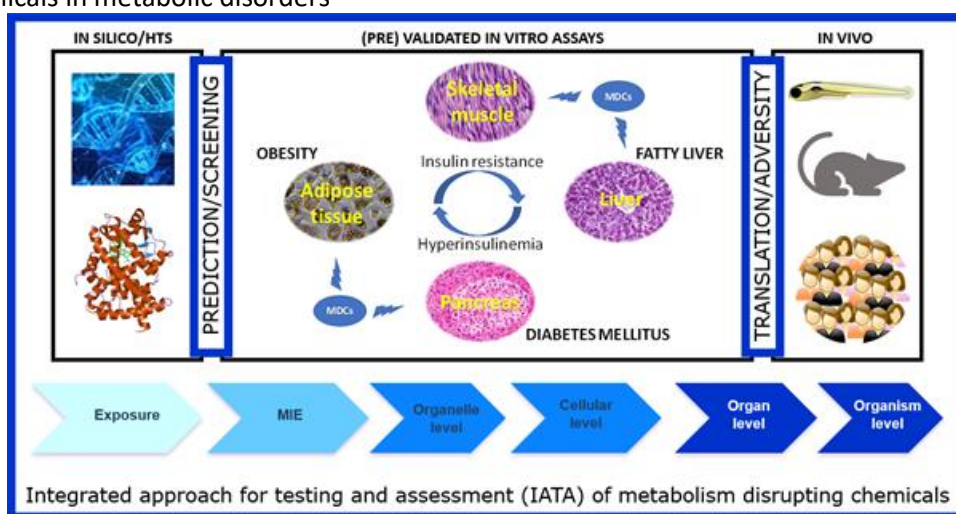 icals in metabolic disorders
IN SILICO/HTS
(PRE) VALIDATED IN VITRO ASSAYS
IN VIVO
PREDICTION/SCREENING
Skeletal
muscle
MDCs
OBESITY
Insulin resistance
FATTY LIVER
Adipose
tissue
Liver
Hyperinsulinemia
MDCs
Pancreas
DIABETES MELLITUS
TRANSLATION/ADVERSITY
Exposure
MIE
Organelle
level
Cellular
level
Organ
level
Organism
level
Integrated approach for testing and assessment (IATA) of metabolism disrupting chemicals